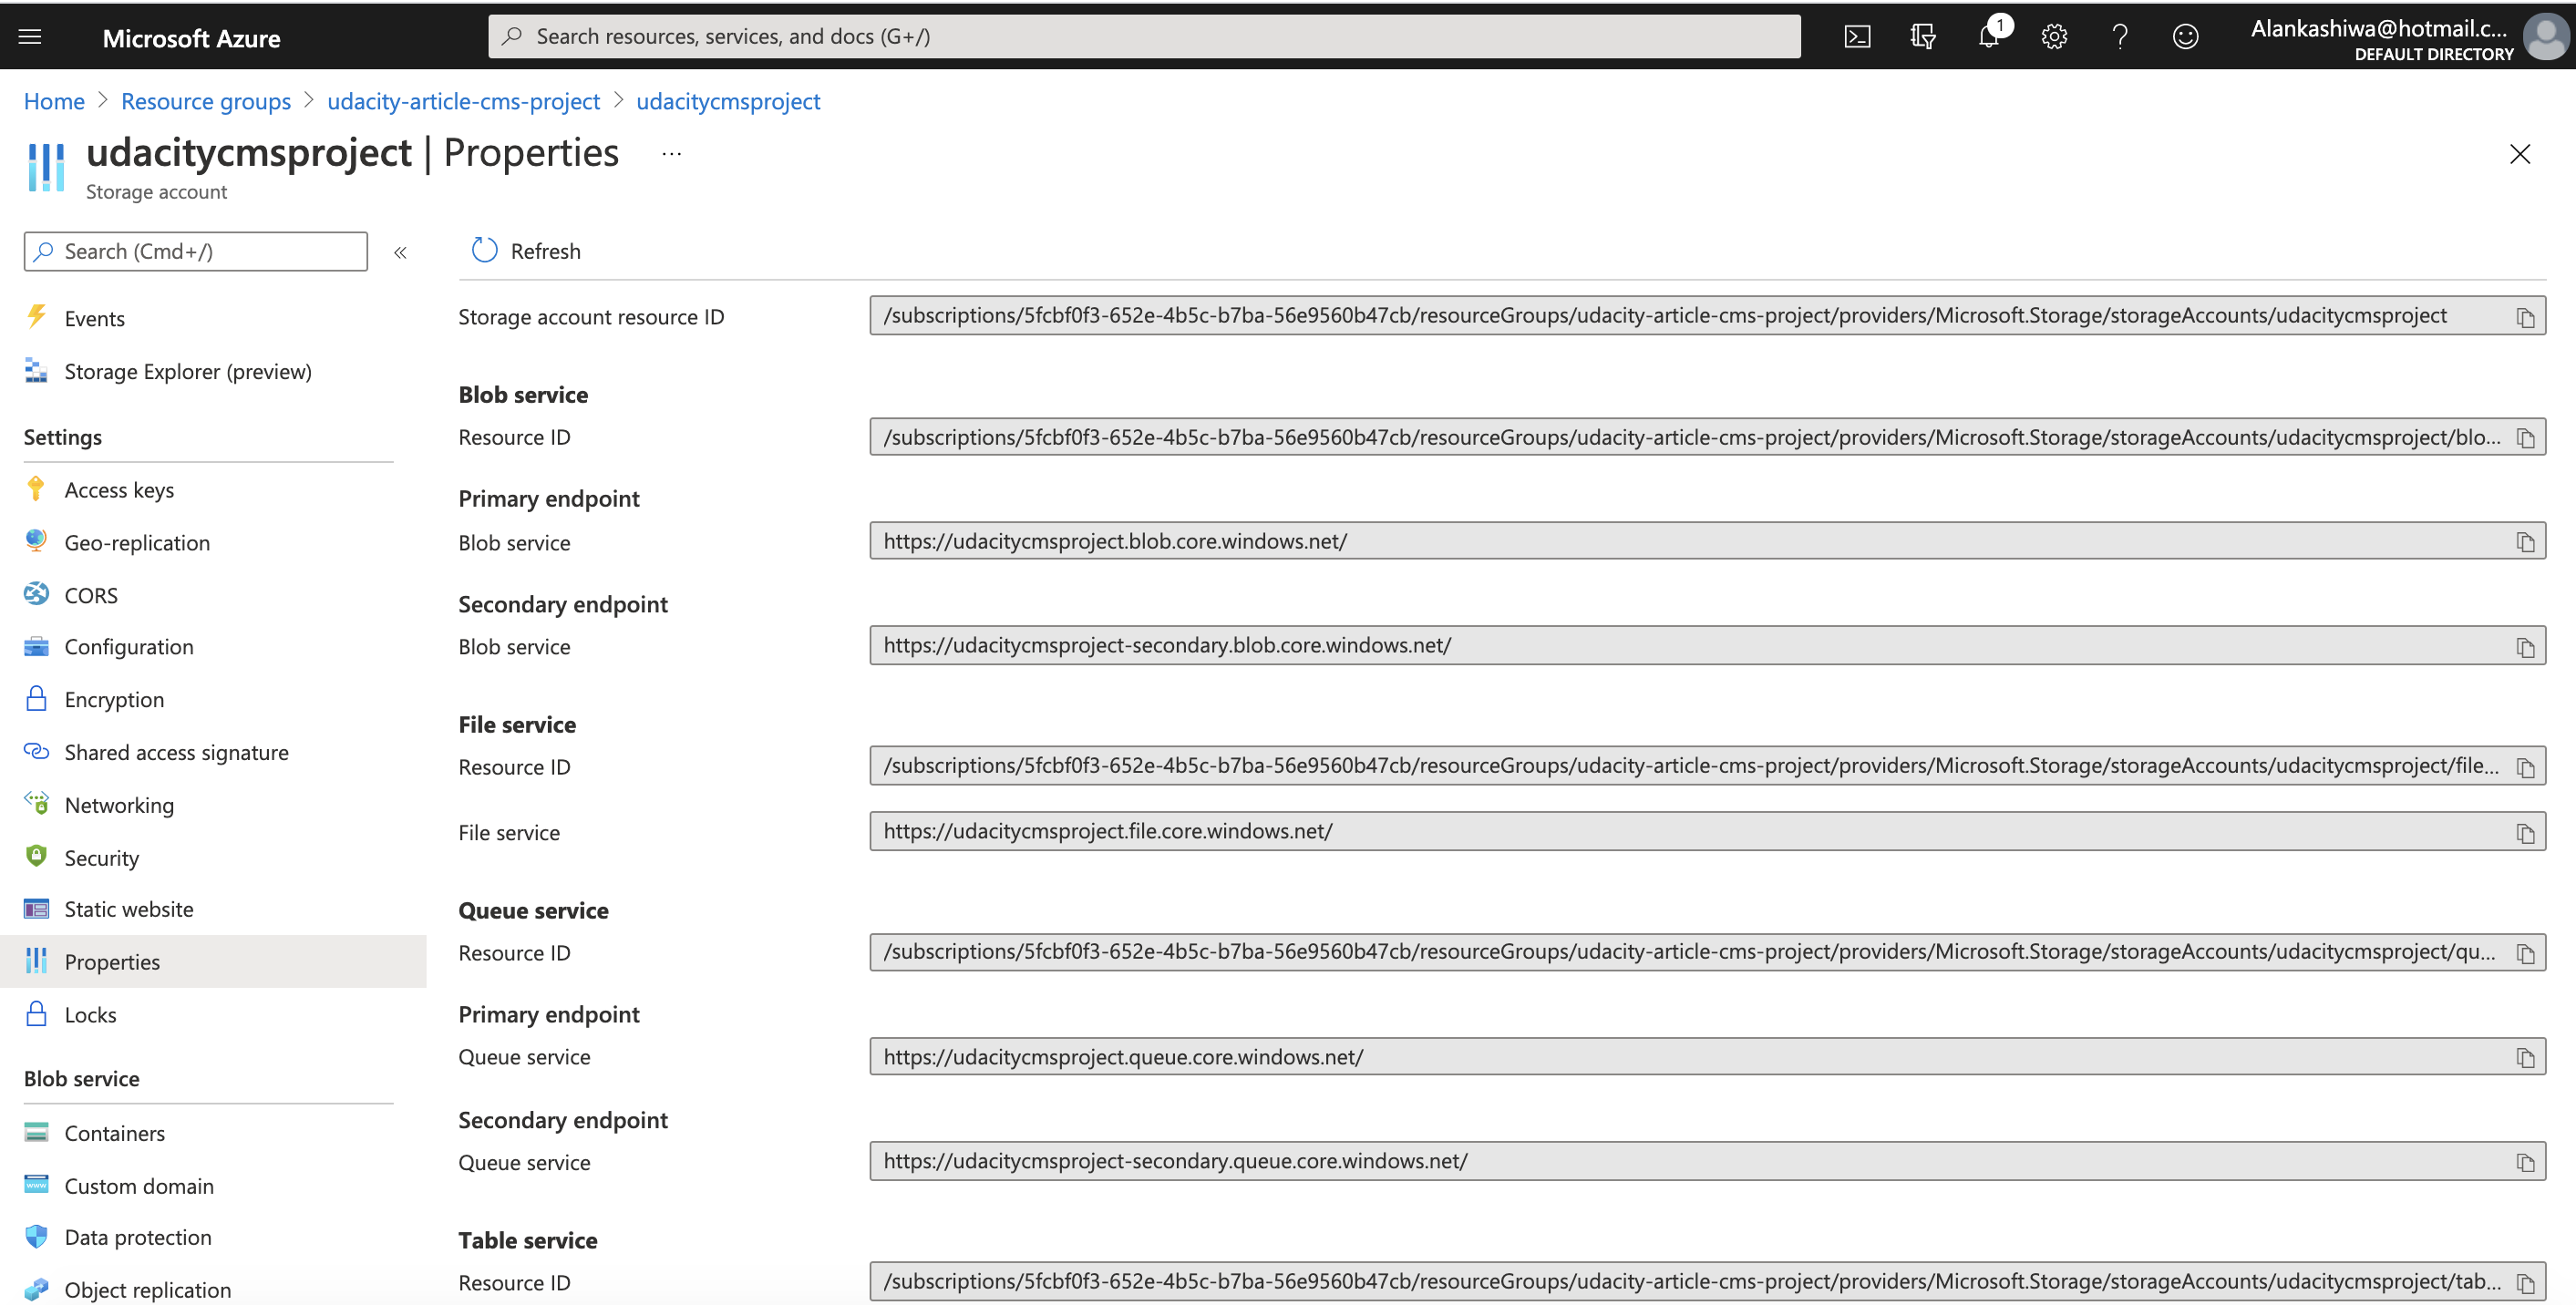 Microsoft Azure
Search resources, services, and docs (G+/)
1
Alankashiwa@hotmail.c...
DEFAULT DIRECTORY
Home > Resource groups > udacity-article-cms-project > udacitycmsproject
udacitycmsproject | Properties ...
Storage account
Search (Cmd+/)
«
Events
Storage Explorer (preview)
Settings
Access keys
Geo-replication
CORS
Configuration
Encryption
Shared access signature
Networking
Security
Static website
Properties
Locks
Blob service
Containers
Custom domain
Data protection
Object replication
Refresh
Storage account resource ID
/subscriptions/5fcbf0f3-652e-4b5c-b7ba-56e9560b47cb/resourceGroups/udacity-article-cms-project/providers/Microsoft.Storage/storageAccounts/udacitycmsproject
Blob service
Resource ID
/subscriptions/5fcbf0f3-652e-4b5c-b7ba-56e9560b47cb/resourceGroups/udacity-article-cms-project/providers/Microsoft.Storage/storageAccounts/udacitycmsproject/blo...
Primary endpoint
Blob service
https://udacitycmsproject.blob.core.windows.net/
Secondary endpoint
Blob service
https://udacitycmsproject-secondary.blob.core.windows.net/
File service
Resource ID
/subscriptions/5fcbf0f3-652e-4b5c-b7ba-56e9560b47cb/resourceGroups/udacity-article-cms-project/providers/Microsoft.Storage/storageAccounts/udacitycmsproject/file...
File service
https://udacitycmsproject.file.core.windows.net/
Queue service
Resource ID
/subscriptions/5fcbf0f3-652e-4b5c-b7ba-56e9560b47cb/resourceGroups/udacity-article-cms-project/providers/Microsoft.Storage/storageAccounts/udacitycmsproject/qu...
Primary endpoint
Queue service
https://udacitycmsproject.queue.core.windows.net/
Secondary endpoint
Queue service
https://udacitycmsproject-secondary.queue.core.windows.net/
Table service
Resource ID
/subscriptions/5fcbf0f3-652e-4b5c-b7ba-56e9560b47cb/resourceGroups/udacity-article-cms-project/providers/Microsoft.Storage/storageAccounts/udacitycmsproject/tab...